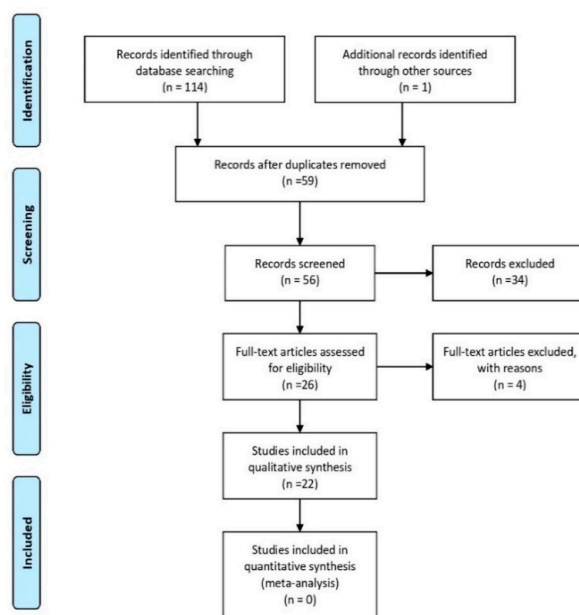 Identification
Records identified through
database searching
(n = 114)
Additional records identified
through other sources
(n = 1)
Records after duplicates removed
(n =59)
Screening
Records screened
(n = 56)
Records excluded
(n =34)
Eligibility
Full-text articles assessed
for eligibility
(n =26)
Full-text articles excluded,
with reasons
(n = 4)
Studies included in
qualitative synthesis
(n =22)
Included
Studies included in
quantitative synthesis
(meta-analysis)
(n = 0)